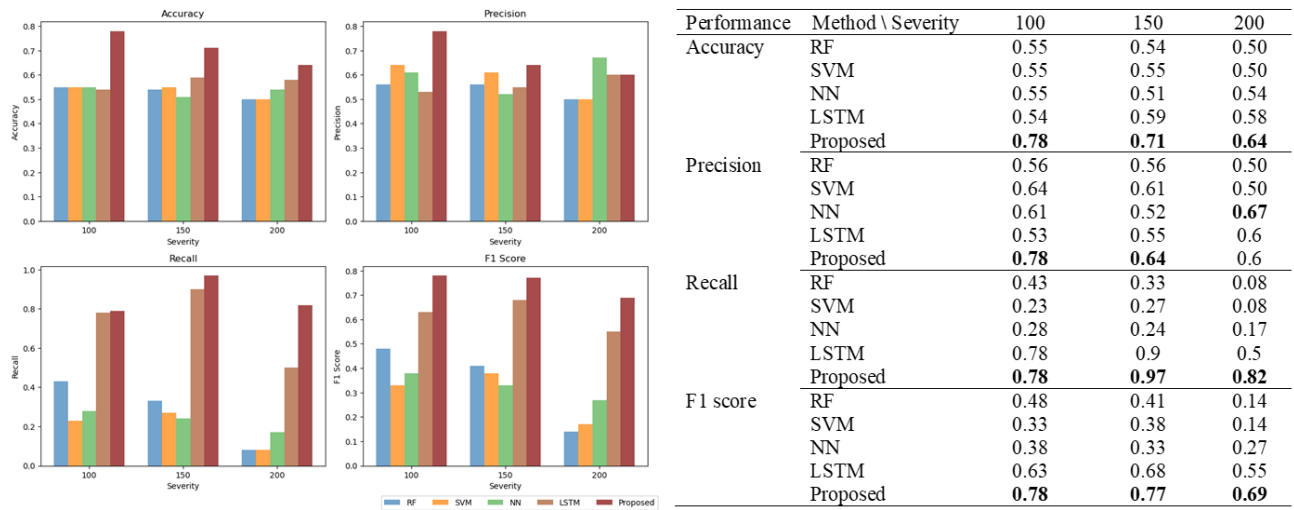 Accuracy
0.8
0.7
0.6
0.5
0.4
0.3
0.2
0.1
0.0
Accuracy
100 150 200
Severity
Precision
0.8
0.7
0.6
0.5
0.4
0.3
0.2
0.1
0.0
Precision
100 150 200
Severity
Recall
1.0
0.8
0.6
0.4
0.2
0.0
Recall
100 150 200
Severity
F1 Score
0.8
0.7
0.6
0.5
0.4
0.3
0.2
0.1
0.0
F1 Score
100 150 200
Severity
RF SVM NN LSTM Proposed
Performance Method \ Severity 100 150 200
Accuracy RF 0.55 0.54 0.50
SVM 0.55 0.55 0.50
NN 0.55 0.51 0.54
LSTM 0.54 0.59 0.58
Proposed 0.78 0.71 0.64
Precision RF 0.56 0.56 0.50
SVM 0.64 0.61 0.50
NN 0.61 0.52 0.67
LSTM 0.53 0.55 0.6
Proposed 0.78 0.64 0.6
Recall RF 0.43 0.33 0.08
SVM 0.23 0.27 0.08
NN 0.28 0.24 0.17
LSTM 0.78 0.9 0.5
Proposed 0.78 0.97 0.82
F1 score RF 0.48 0.41 0.14
SVM 0.33 0.38 0.14
NN 0.38 0.33 0.27
LSTM 0.63 0.68 0.55
Proposed 0.78 0.77 0.69